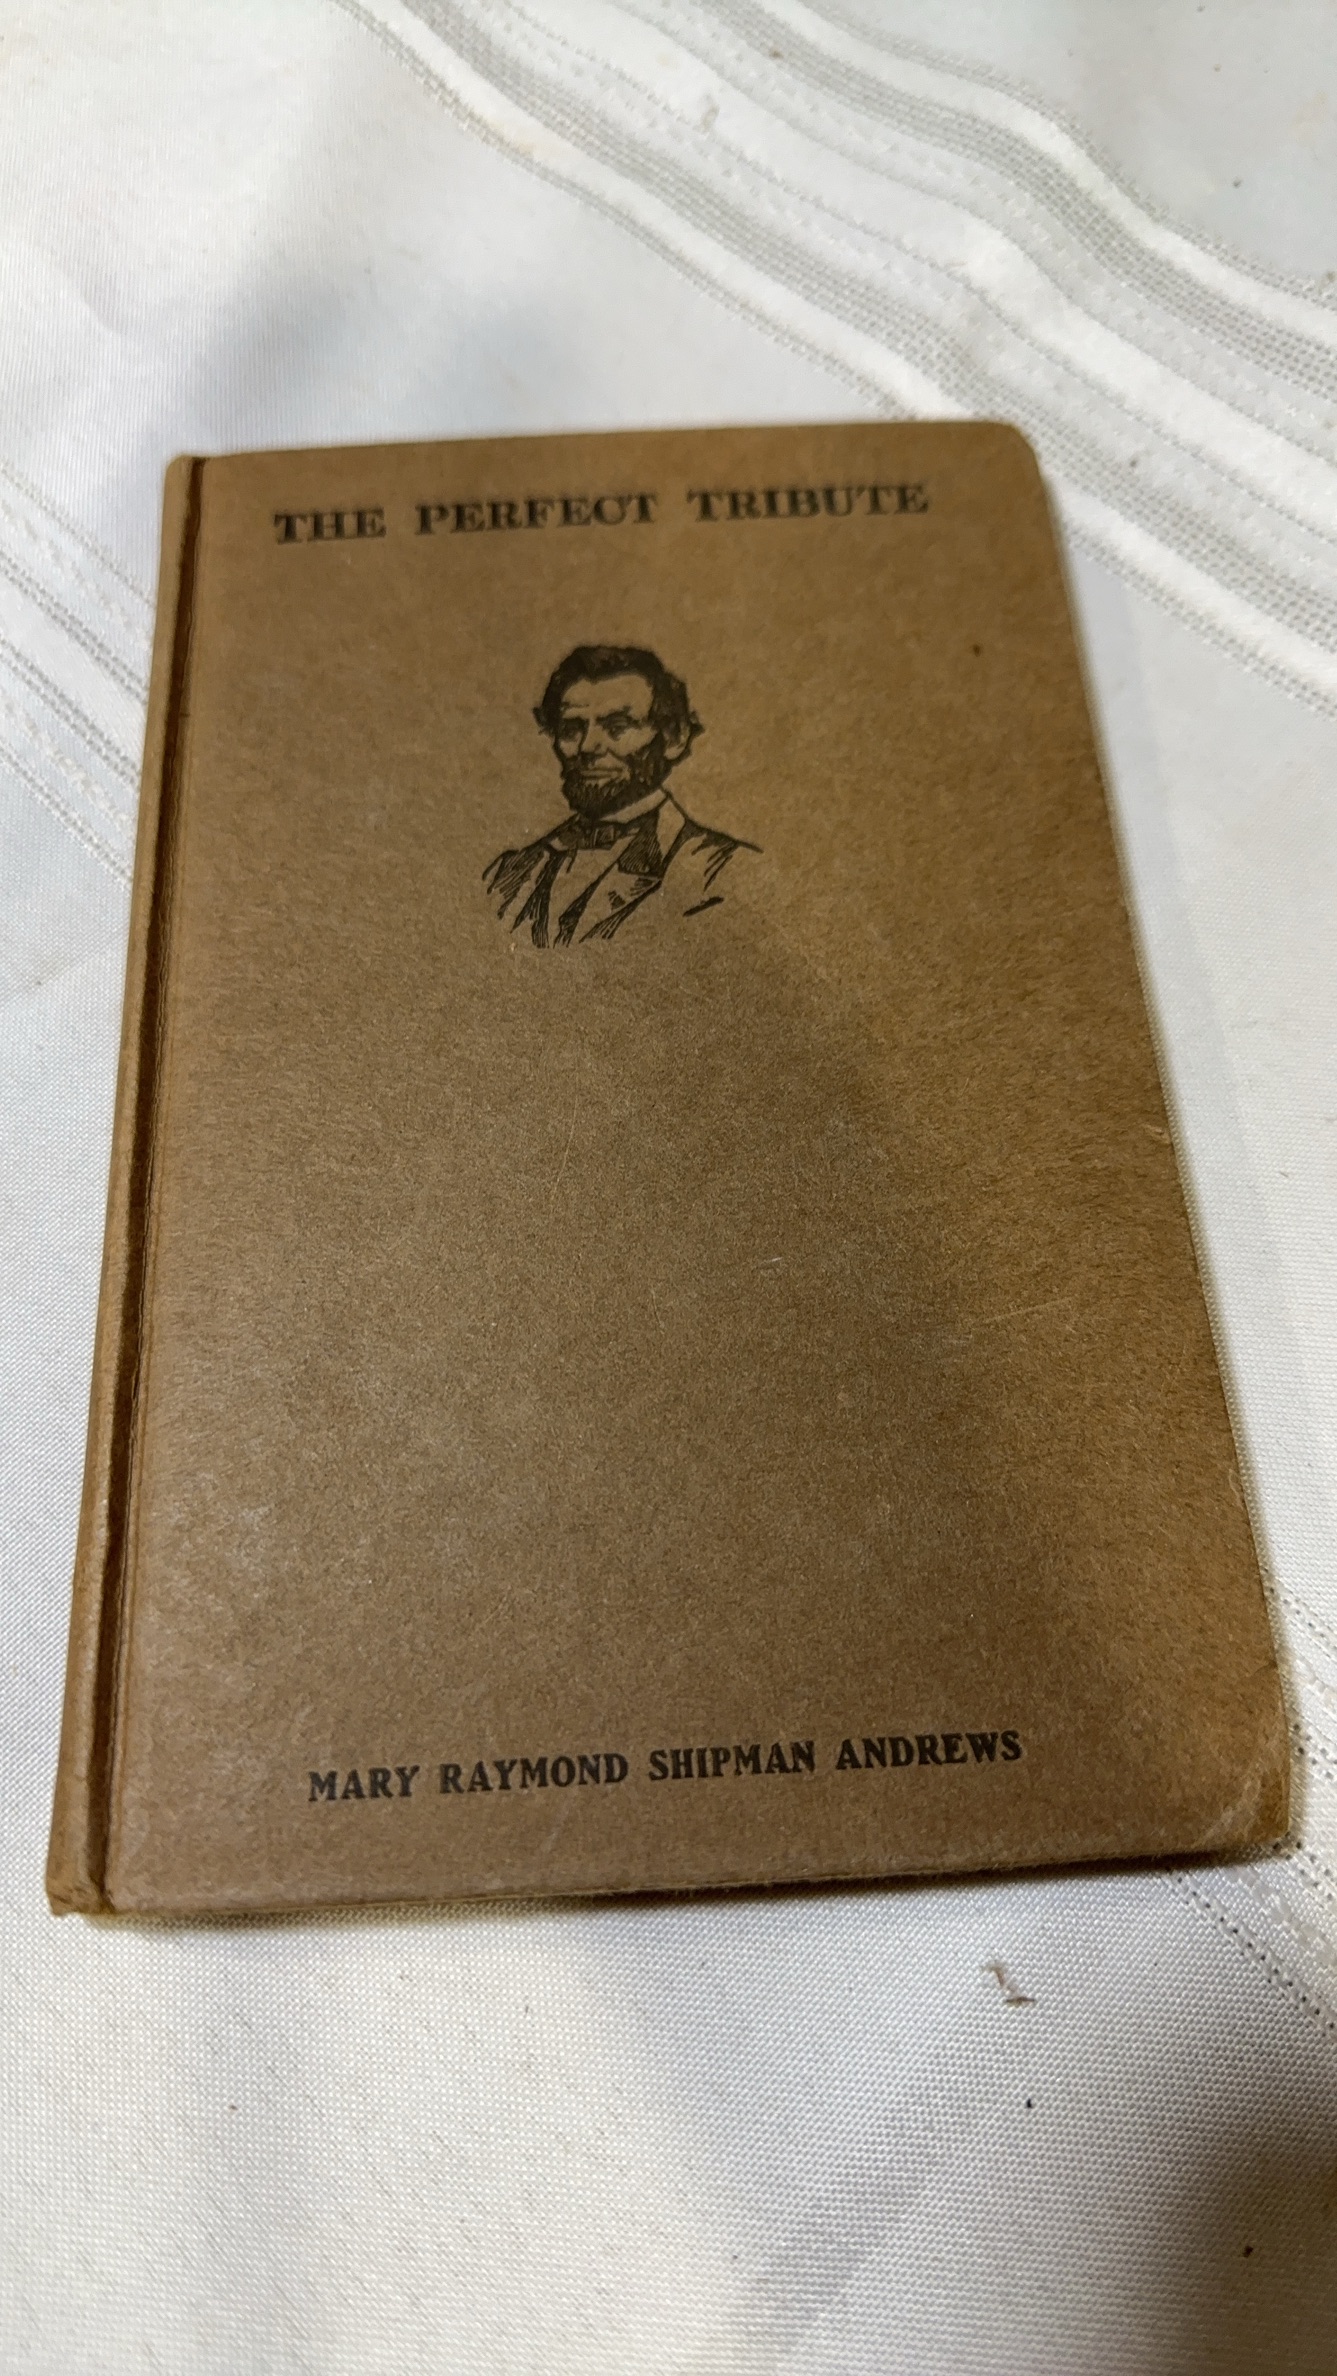 THE PERFECT TRIBUTE
MARY RAYMOND SHIPMAN ANDREWS